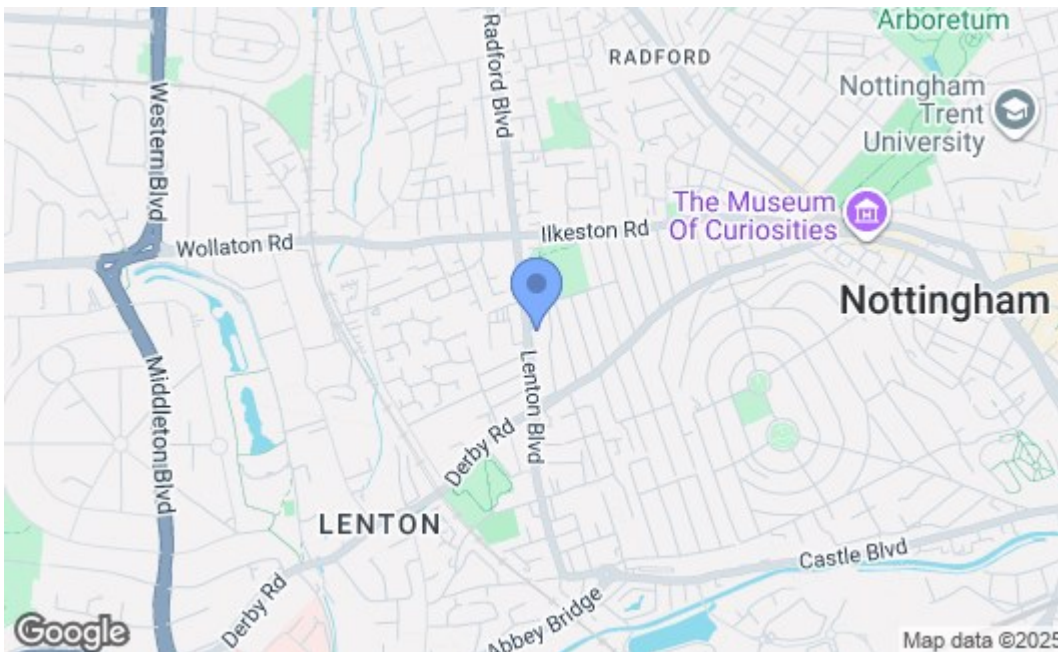 Arboretum
Radford Blvd
RADFORD
Nottingham
Trent
University
Western Blvd
The Museum
Of Curiosities
Ilkeston Rd
Wollaton Rd
Nottingham
Lenton Blvd
Middleton Blvd
Derby Rd
LENTON
Castle Blvd
Derby Rd
Abbey Bridge
Google
Map data ©2025